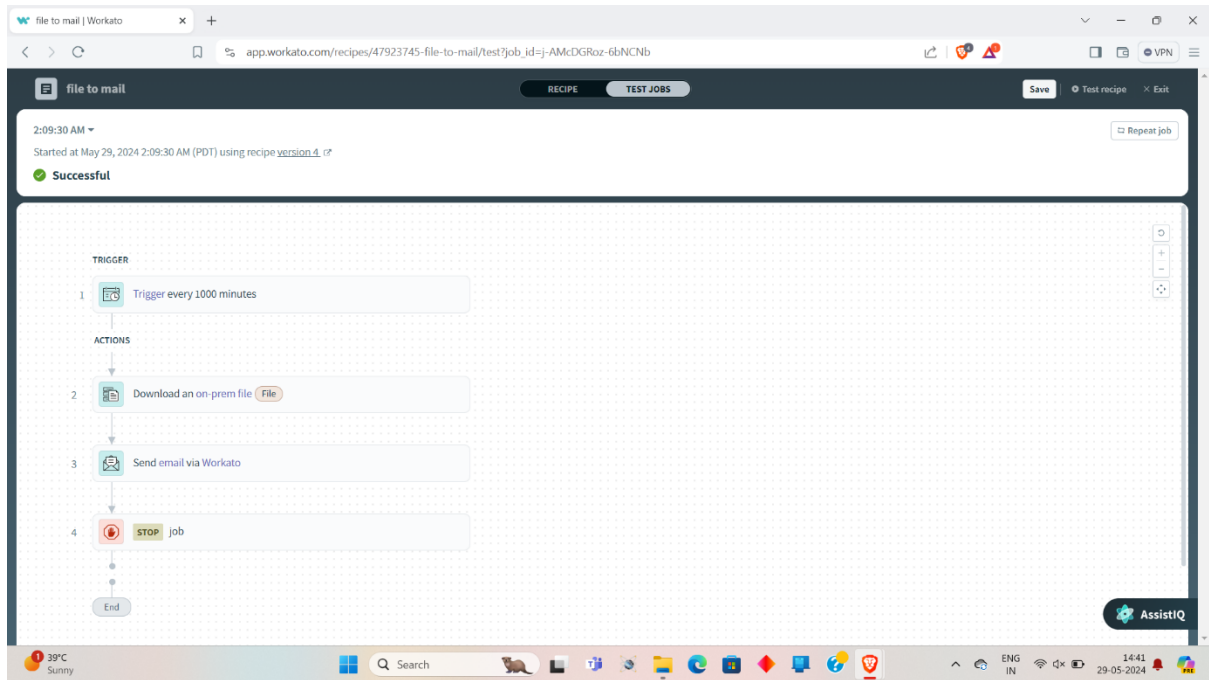 file to mail | Workato
app.workato.com/recipes/47923745-file-to-mail/test?job_id=j-AMcDGRoz-6bNCNb
VPN
file to mail
RECIPE
TEST JOBS
Save
Test recipe
Exit
2:09:30 AM
Repeat job
Started at May 29, 2024 2:09:30 AM (PDT) using recipe version 4
Successful
TRIGGER
1 Trigger every 1000 minutes
ACTIONS
2 Download an on-prem file File
3 Send email via Workato
4 STOP job
End
AssistIQ
1
39°C
Sunny
Search
ENG
IN
14:41
29-05-2024
PRE